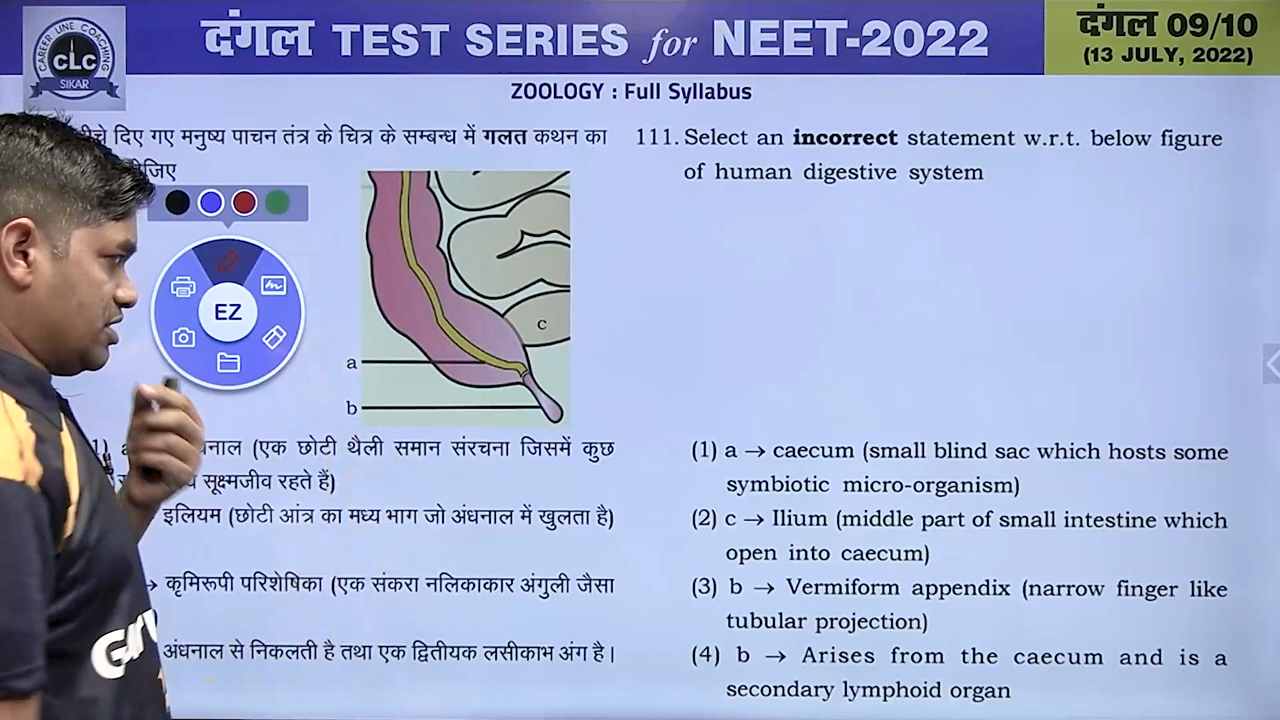 CAREER LINE COACHING
CLC
SIKAR
दंगल TEST SERIES for NEET-2022
दंगल 09/10
(13 JULY, 2022)
ZOOLOGY : Full Syllabus
दिए गए मनुष्य पाचन तंत्र के चित्र के सम्बन्ध में गलत कथन का
EZ
c
a
b
(एक छोटी थैली समान संरचना जिसमें कुछ
सूक्ष्मजीव रहते हैं)
इलियम (छोटी आंत्र का मध्य भाग जो अंधनाल में खुलता है)
→ कृमिरूपी परिशेषिका (एक संकरा नलिकाकार अंगुली जैसा
अंधनाल से निकलती है तथा एक द्वितीयक लसीकाभ अंग है।
111. Select an incorrect statement w.r.t. below figure
of human digestive system
(1) a → caecum (small blind sac which hosts some
symbiotic micro-organism)
(2) c → Ilium (middle part of small intestine which
open into caecum)
(3) b → Vermiform appendix (narrow finger like
tubular projection)
(4) b → Arises from the caecum and is a
secondary lymphoid organ